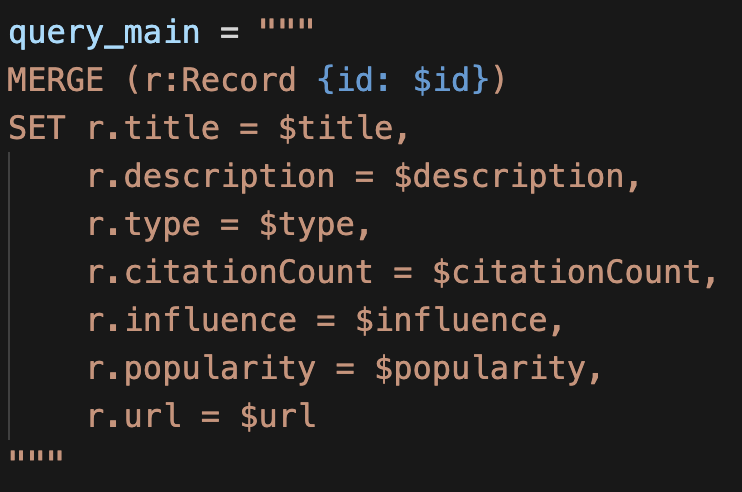 query_main = """
MERGE (r:Record {id: $id})
SET r.title = $title,
    r.description = $description,
    r.type = $type,
    r.citationCount = $citationCount,
    r.influence = $influence,
    r.popularity = $popularity,
    r.url = $url
"""